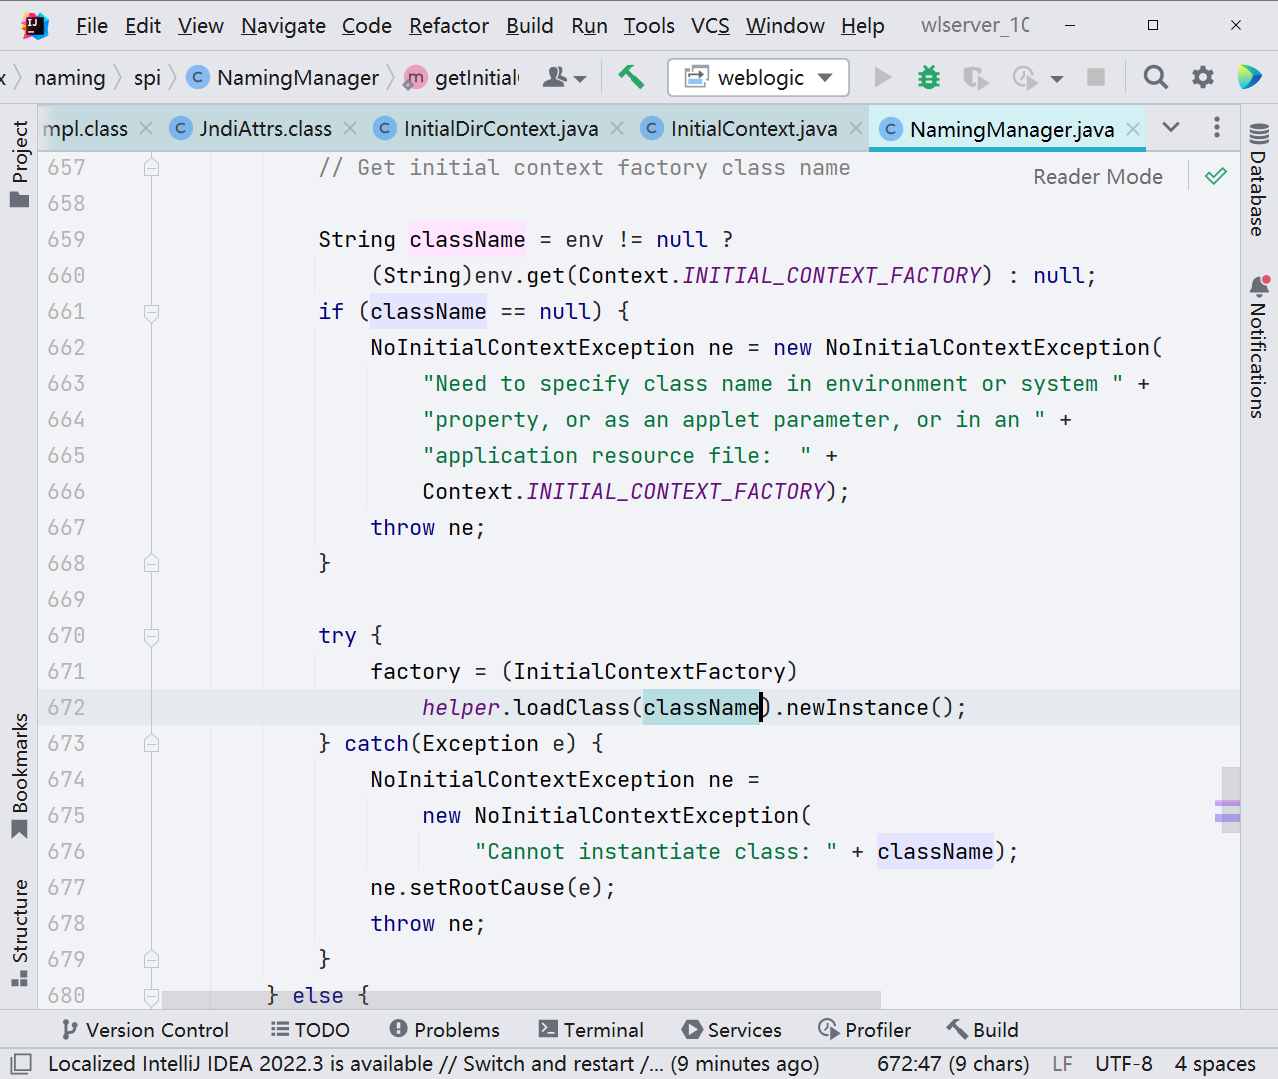 File Edit View Navigate Code Refactor Build Run Tools VCS Window Help wlserver_10
x naming spi NamingManager getInitial weblogic
mpl.class JndiAttrs.class InitialDirContext.java InitialContext.java NamingManager.java
Reader Mode
657 // Get initial context factory class name
658
659 String className = env != null ?
660 (String)env.get(Context.INITIAL_CONTEXT_FACTORY) : null;
661 if (className == null) {
662 NoInitialContextException ne = new NoInitialContextException(
663 "Need to specify class name in environment or system " +
664 "property, or as an applet parameter, or in an " +
665 "application resource file:  " +
666 Context.INITIAL_CONTEXT_FACTORY);
667 throw ne;
668 }
669
670 try {
671 factory = (InitialContextFactory)
672 helper.loadClass(className).newInstance();
673 } catch(Exception e) {
674 NoInitialContextException ne =
675 new NoInitialContextException(
676 "Cannot instantiate class: " + className);
677 ne.setRootCause(e);
678 throw ne;
679 }
680 } else {
Project
Bookmarks
Structure
Database
Notifications
Version Control TODO Problems Terminal Services Profiler Build
Localized IntelliJ IDEA 2022.3 is available // Switch and restart /... (9 minutes ago) 672:47 (9 chars) LF UTF-8 4 spaces